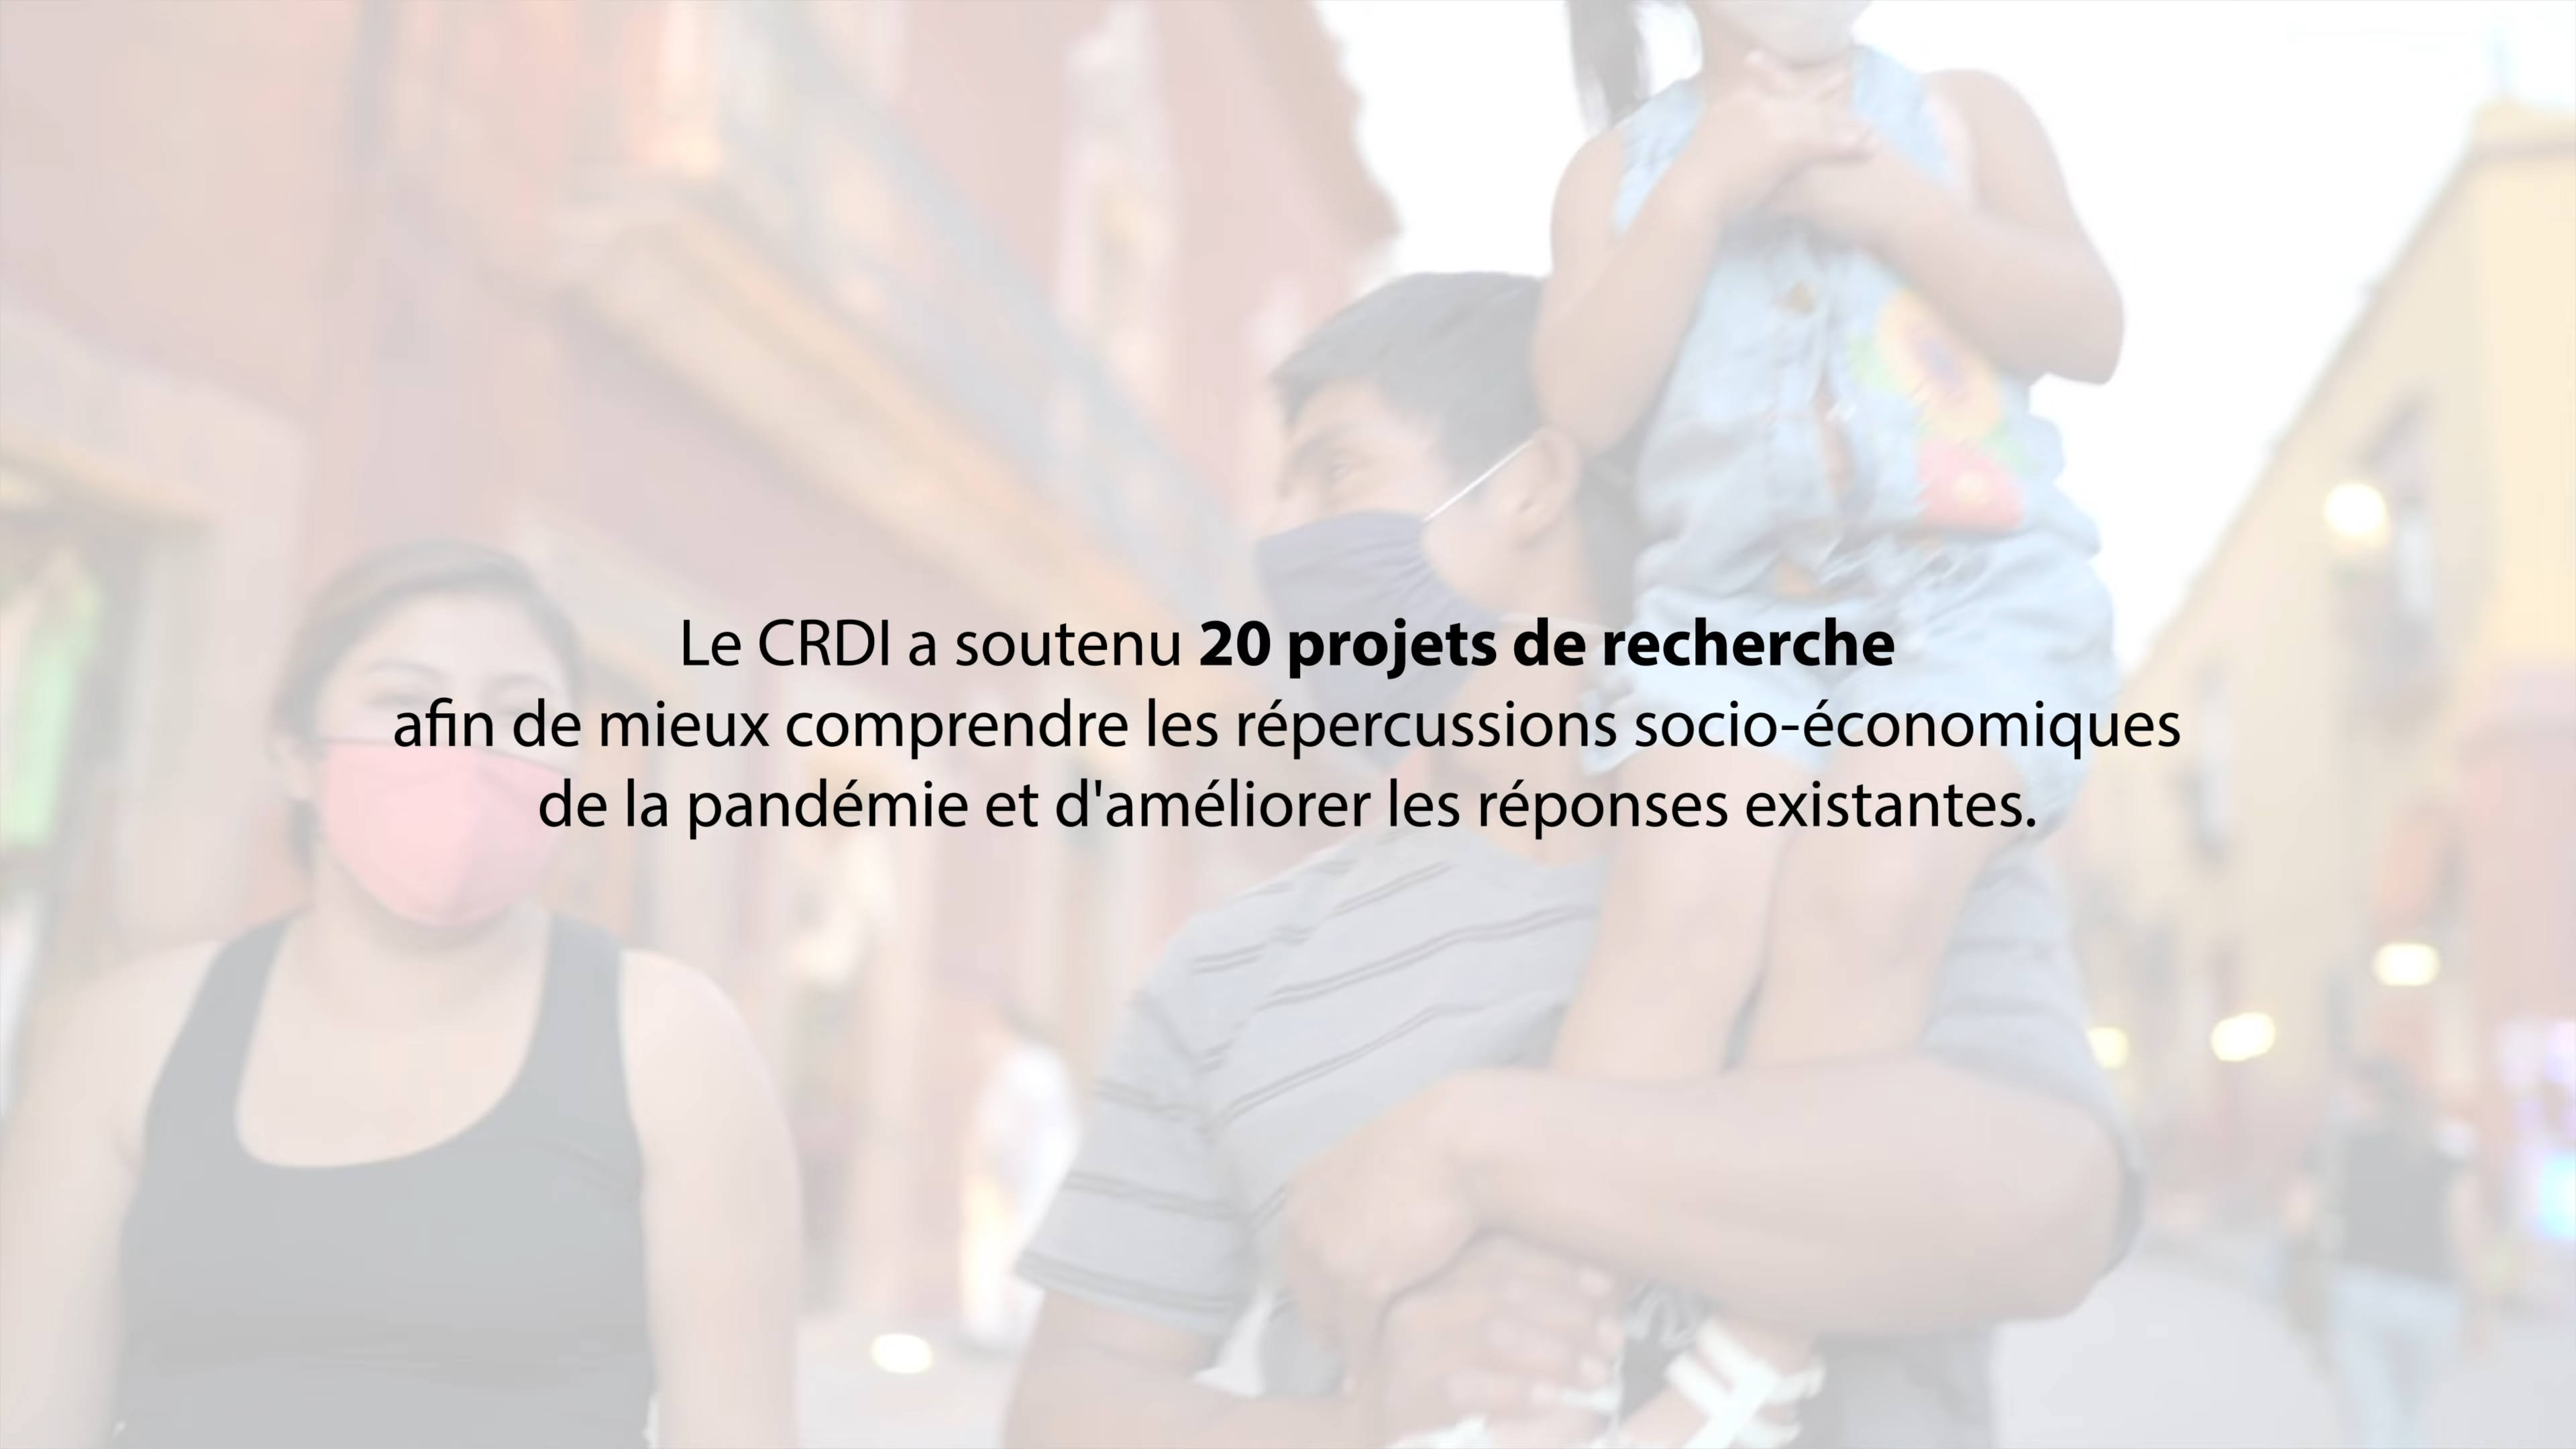 Le CRDI a soutenu 20 projets de recherche
afin de mieux comprendre les répercussions socio-économiques
de la pandémie et d'améliorer les réponses existantes.